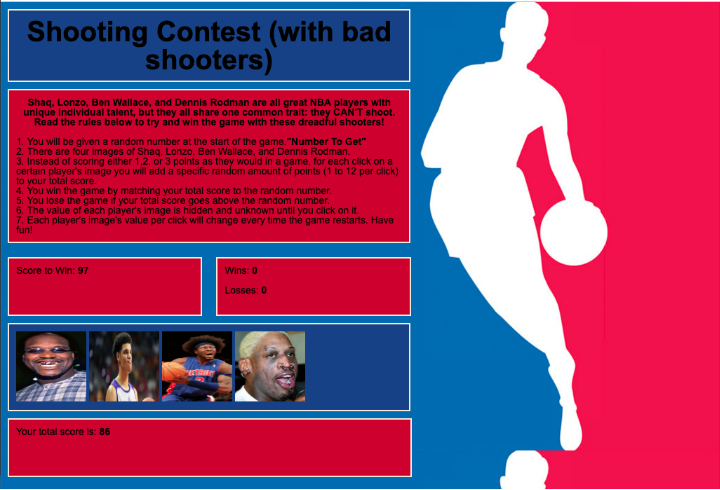 Shooting Contest (with bad
shooters)
Shaq, Lonzo, Ben Wallace, and Dennis Rodman are all great NBA players with
unique individual talent, but they all share one common trait: they CAN'T shoot.
Read the rules below to try and win the game with these dreadful shooters!
1. You will be given a random number at the start of the game."Number To Get"
2. There are four images of Shaq, Lonzo, Ben Wallace, and Dennis Rodman.
3. Instead of scoring either 1,2, or 3 points as they would in a game, for each click on a
certain player's image you will add a specific random amount of points (1 to 12 per click)
to your total score.
4. You win the game by matching your total score to the random number.
5. You lose the game if your total score goes above the random number.
6. The value of each player's image is hidden and unknown until you click on it.
7. Each player's image's value per click will change every time the game restarts. Have
fun!
Score to Win: 97
Wins: 0
Losses: 0
Your total score is: 86